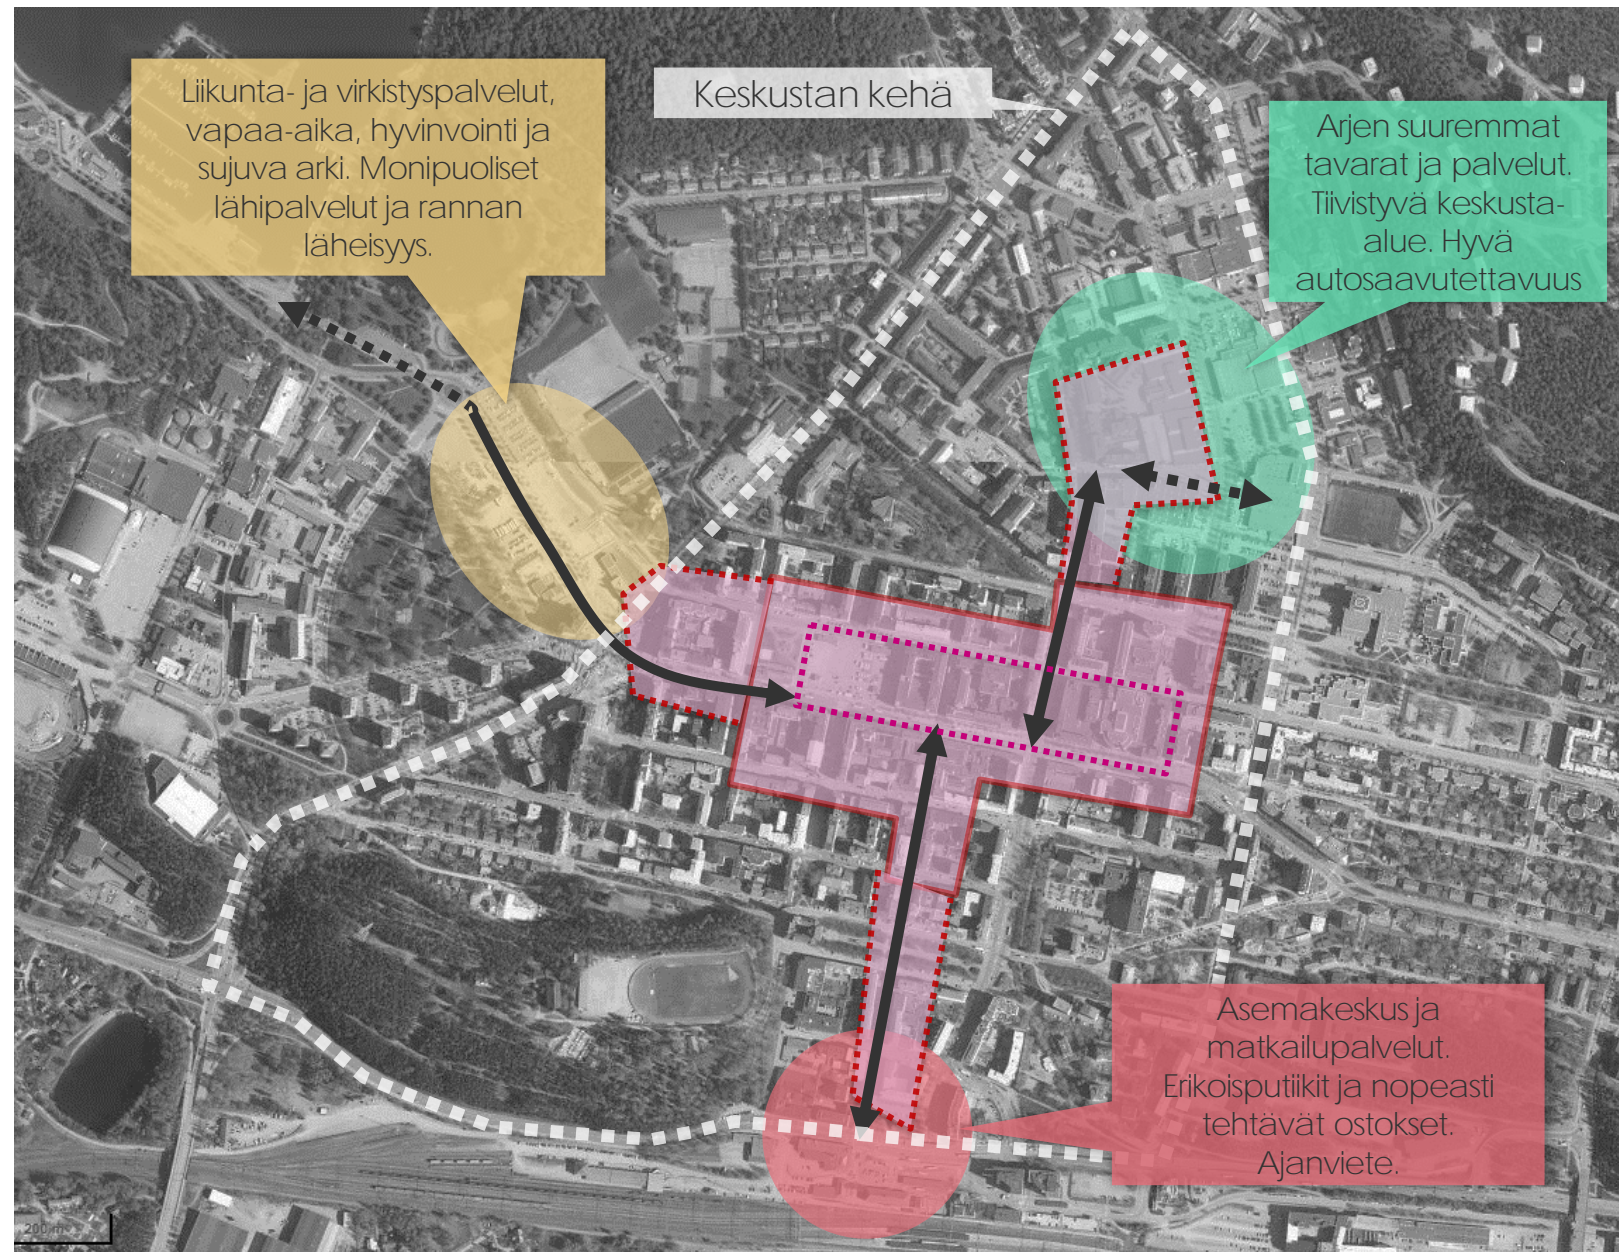 Liikunta- ja virkistyspalvelut,
vapaa-aika, hyvinvointi ja
sujuva arki. Monipuoliset
lähipalvelut ja rannan
läheisyys.
Keskustan kehä
Arjen suuremmat
tavarat ja palvelut.
Tiivistyvä keskusta-
alue. Hyvä
autosaavutettavuus
Asemakeskus ja
matkailupalvelut.
Erikoisputiikit ja nopeasti
tehtävät ostokset.
Ajanviete.
200 m